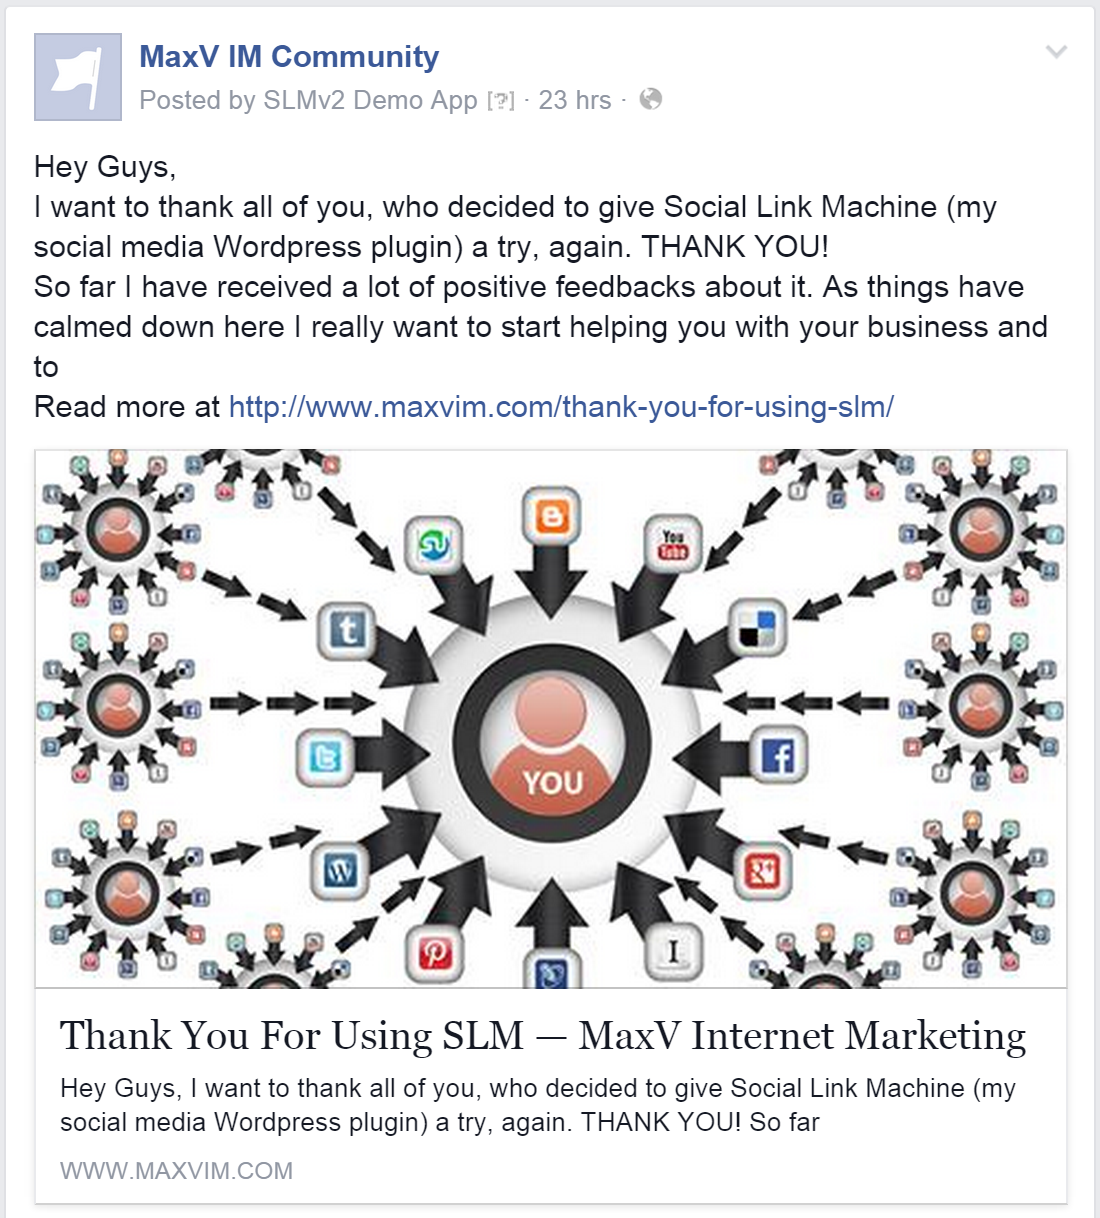 MaxV IM Community
Posted by SLMv2 Demo App [?] · 23 hrs ·
Hey Guys,
I want to thank all of you, who decided to give Social Link Machine (my
social media Wordpress plugin) a try, again. THANK YOU!
So far I have received a lot of positive feedbacks about it. As things have
calmed down here I really want to start helping you with your business and
to
Read more at http://www.maxvim.com/thank-you-for-using-slm/
You
Tube
t
f
YOU
I
Thank You For Using SLM — MaxV Internet Marketing
Hey Guys, I want to thank all of you, who decided to give Social Link Machine (my
social media Wordpress plugin) a try, again. THANK YOU! So far
WWW.MAXVIM.COM